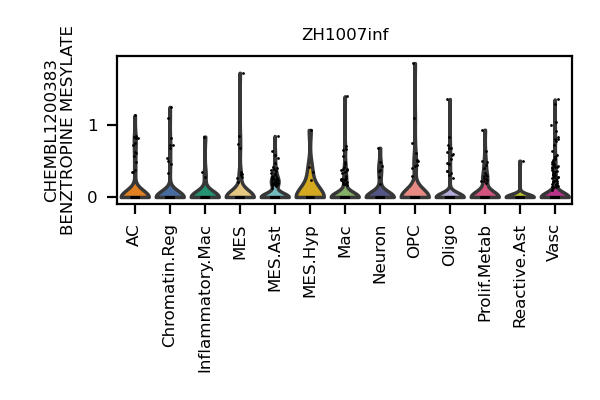 ZH1007inf
CHEMBL1200383
BENZTROPINE MESYLATE
1
0
AC
Chromatin.Reg
Inflammatory.Mac
MES
MES.Ast
MES.Hyp
Mac
Neuron
OPC
Oligo
Prolif.Metab
Reactive.Ast
Vasc